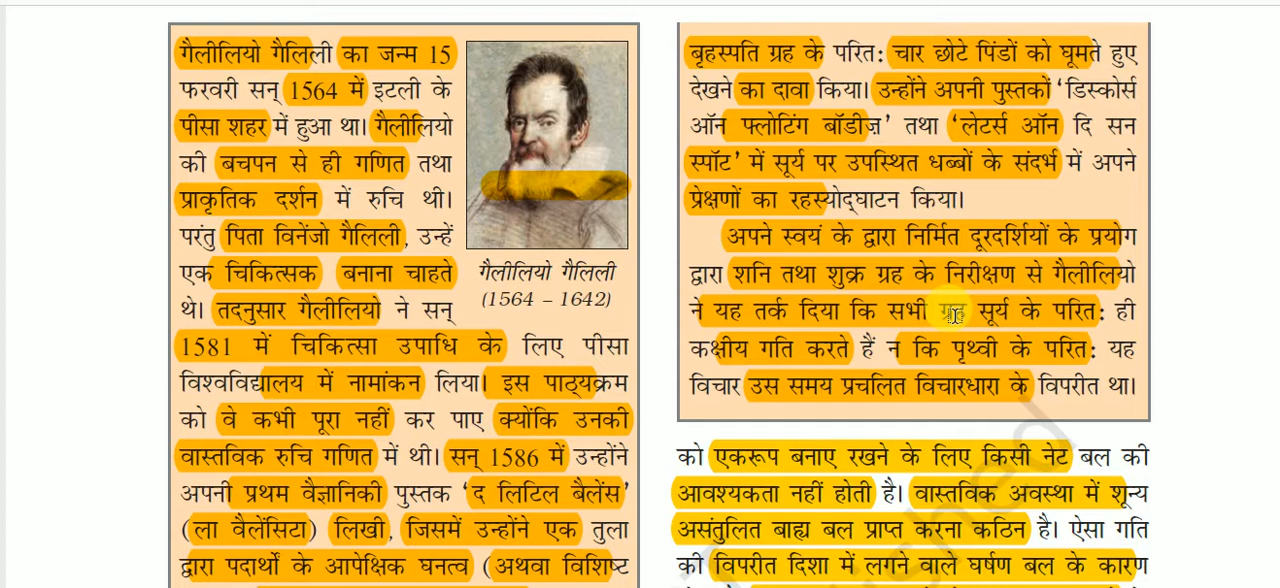 गैलीलियो गैलिली का जन्म 15
फरवरी सन् 1564 में इटली के
पीसा शहर में हुआ था। गैलीलियो
की बचपन से ही गणित तथा
प्राकृतिक दर्शन में रुचि थी।
परंतु पिता विनेंजो गैलिली, उन्हें
एक चिकित्सक बनाना चाहते
थे। तदनुसार गैलीलियो ने सन्
1581 में चिकित्सा उपाधि के लिए पीसा
विश्वविद्यालय में नामांकन लिया। इस पाठ्यक्रम
को वे कभी पूरा नहीं कर पाए क्योंकि उनकी
वास्तविक रुचि गणित में थी। सन् 1586 में उन्होंने
अपनी प्रथम वैज्ञानिकी पुस्तक ‘द लिटिल बैलेंस’
(ला वैलेंसिटा) लिखी, जिसमें उन्होंने एक तुला
द्वारा पदार्थों के आपेक्षिक घनत्व (अथवा विशिष्ट
गैलीलियो गैलिली
(1564 – 1642)
बृहस्पति ग्रह के परित: चार छोटे पिंडों को घूमते हुए
देखने का दावा किया। उन्होंने अपनी पुस्तकों ‘डिस्कोर्स
ऑन फ्लोटिंग बॉडीज़’ तथा ‘लेटर्स ऑन दि सन
स्पॉट’ में सूर्य पर उपस्थित धब्बों के संदर्भ में अपने
प्रेक्षणों का रहस्योद्घाटन किया।
अपने स्वयं के द्वारा निर्मित दूरदर्शियों के प्रयोग
द्वारा शनि तथा शुक्र ग्रह के निरीक्षण से गैलीलियो
ने यह तर्क दिया कि सभी ग्रह सूर्य के परित: ही
कक्षीय गति करते हैं न कि पृथ्वी के परित: यह
विचार उस समय प्रचलित विचारधारा के विपरीत था।
को एकरूप बनाए रखने के लिए किसी नेट बल की
आवश्यकता नहीं होती है। वास्तविक अवस्था में शून्य
असंतुलित बाह्य बल प्राप्त करना कठिन है। ऐसा गति
की विपरीत दिशा में लगने वाले घर्षण बल के कारण